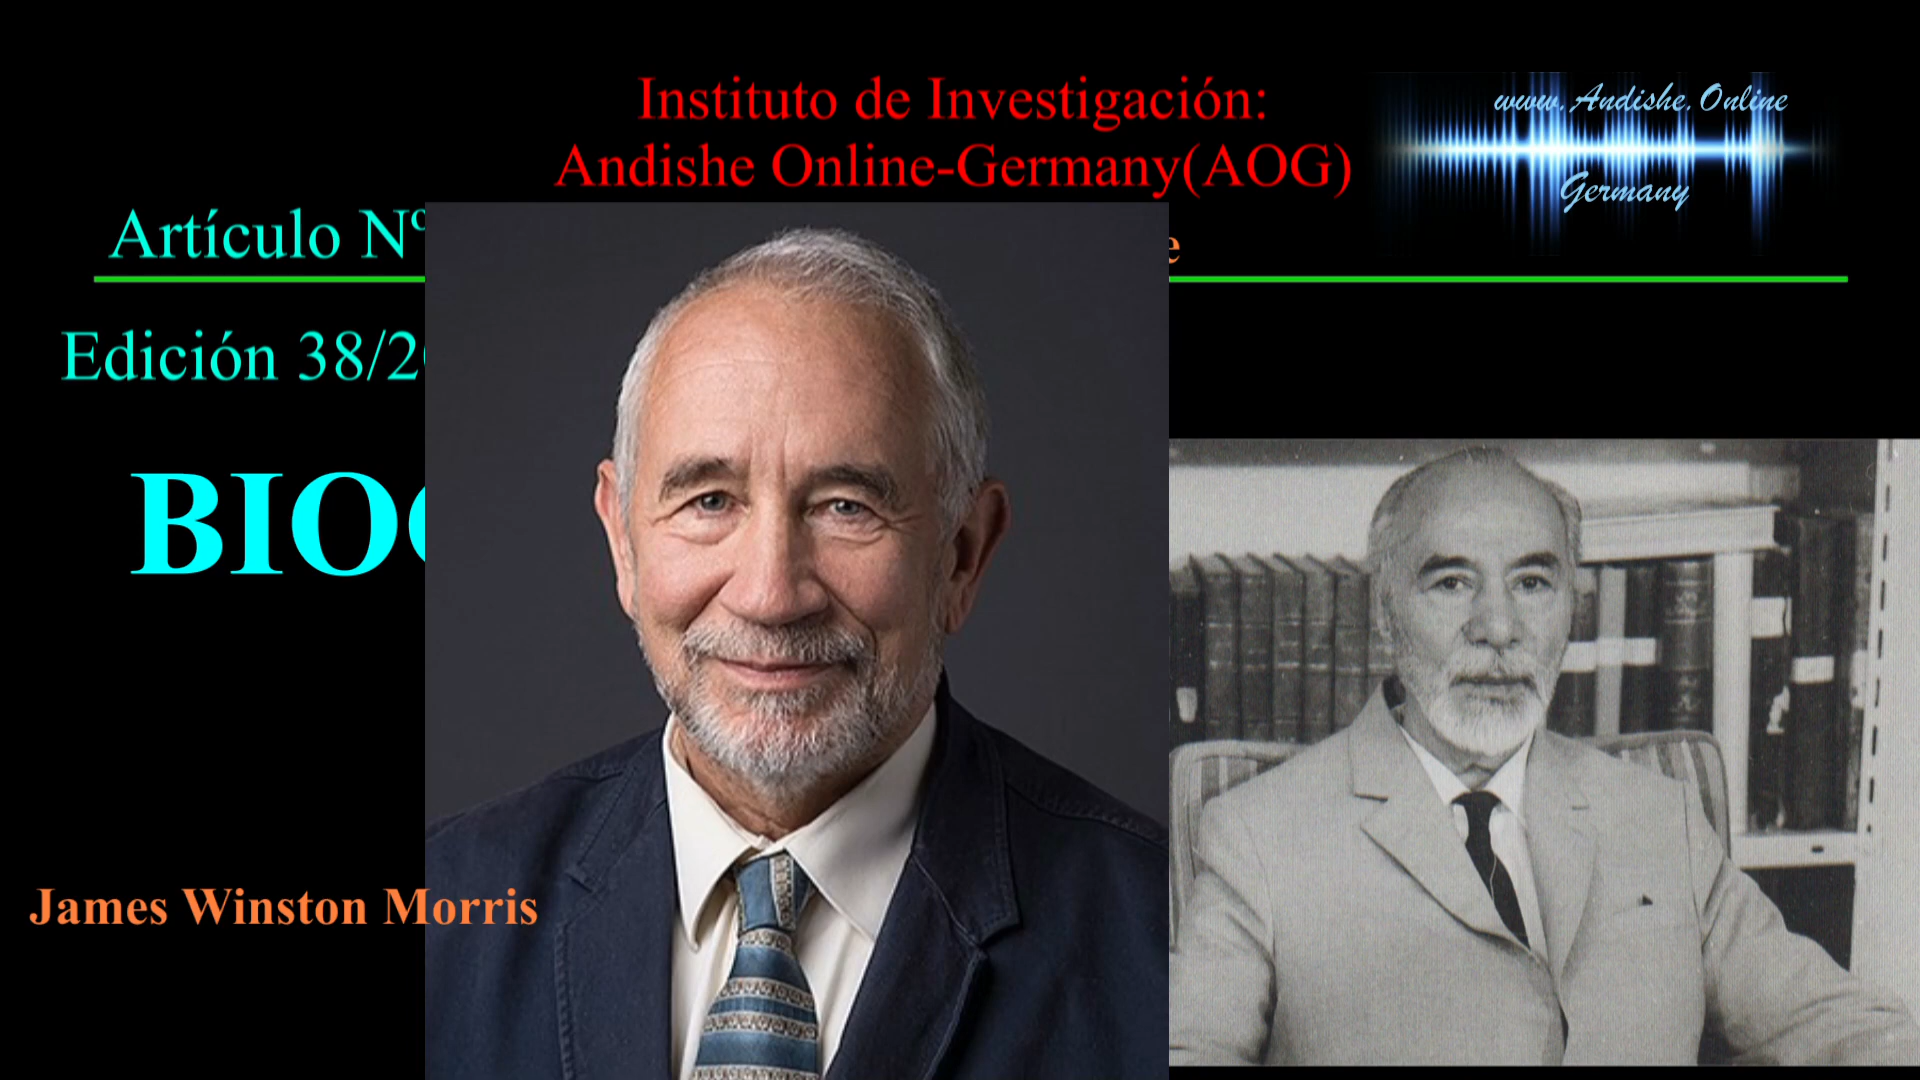 Instituto de Investigación:
Andishe Online-Germany(AOG)
www.Andishe.Online
Germany
Artículo Nº
Edición 38/2
James Winston Morris